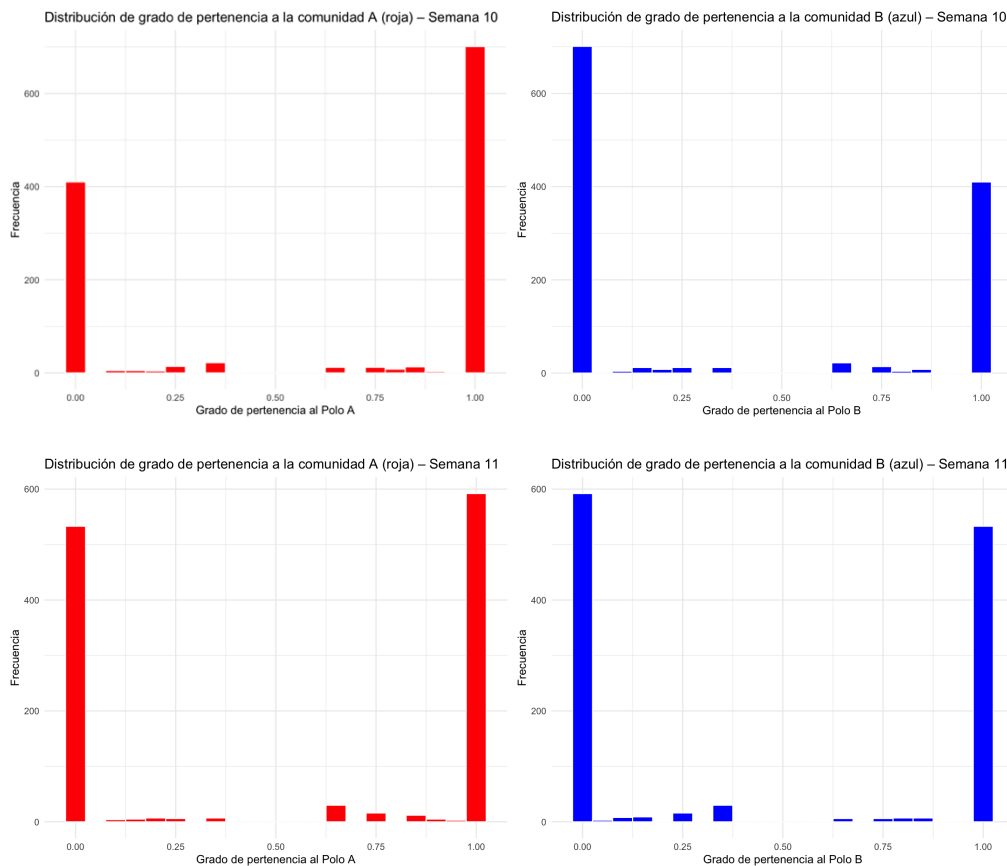 Distribución de grado de pertenencia a la comunidad A (roja) – Semana 10
600
400
200
0
Frecuencia
0.00 0.25 0.50 0.75 1.00
Grado de pertenencia al Polo A
Distribución de grado de pertenencia a la comunidad B (azul) – Semana 10
600
400
200
0
Frecuencia
0.00 0.25 0.50 0.75 1.00
Grado de pertenencia al Polo B
Distribución de grado de pertenencia a la comunidad A (roja) – Semana 11
600
400
200
0
Frecuencia
0.00 0.25 0.50 0.75 1.00
Grado de pertenencia al Polo A
Distribución de grado de pertenencia a la comunidad B (azul) – Semana 11
600
400
200
0
Frecuencia
0.00 0.25 0.50 0.75 1.00
Grado de pertenencia al Polo B